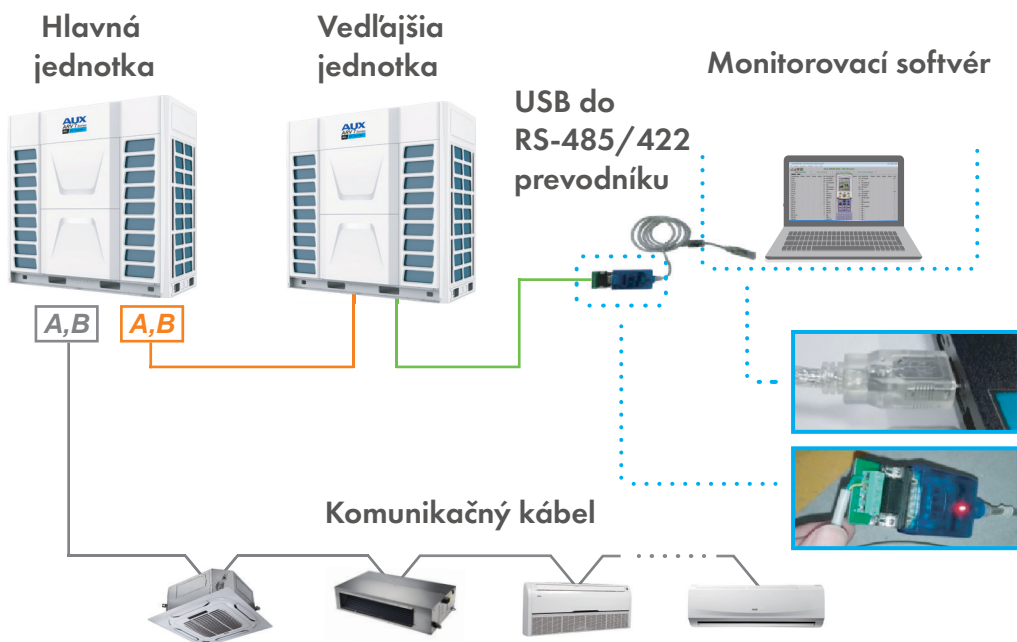 Hlavná
jednotka
Vedľajšia
jednotka
Monitorovací softvér
USB do
RS-485/422
prevodníku
AUX
AUX
A,B
A,B
Komunikačný kábel